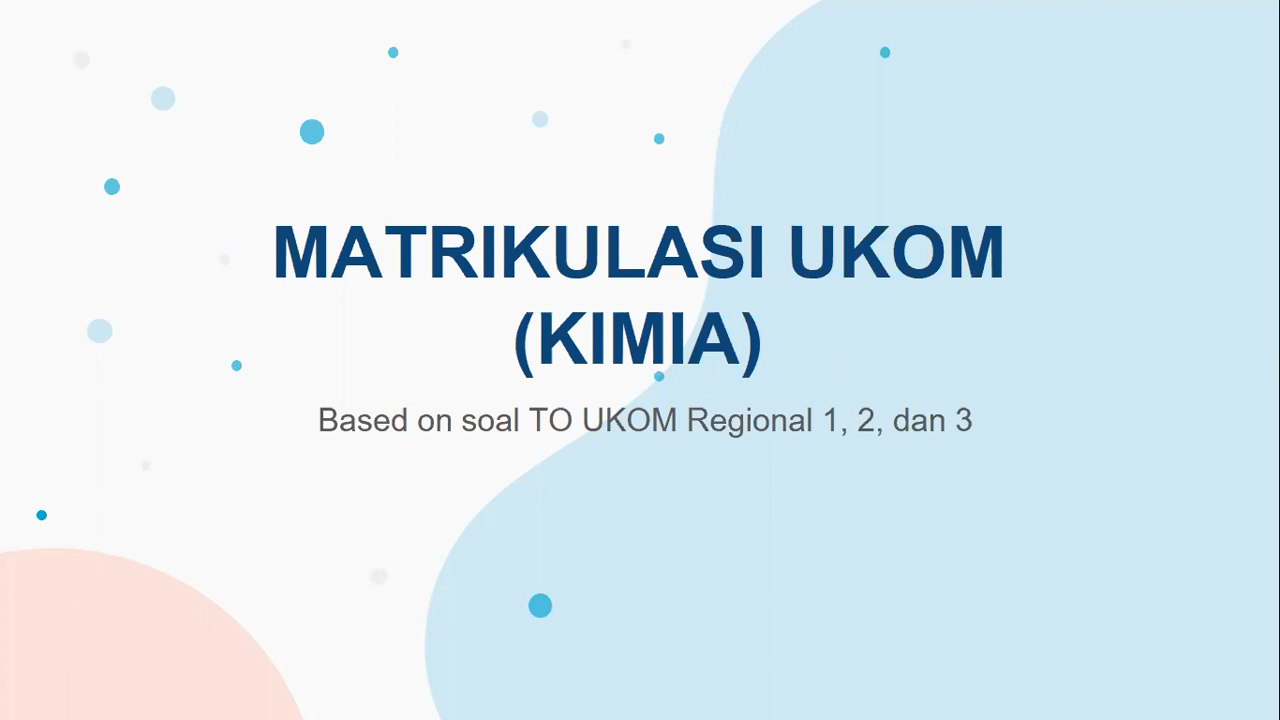 MATRIKULASI UKOM
(KIMIA)
Based on soal TO UKOM Regional 1, 2, dan 3